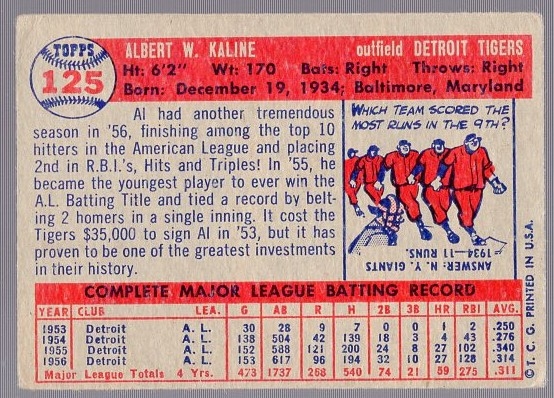 TOPPS
125
ALBERT W. KALINE outfield DETROIT TIGERS
Ht: 6'2" Wt: 170 Bats: Right Throws: Right
Born: December 19, 1934; Baltimore, Maryland
Al had another tremendous
season in '56, finishing among the top 10
hitters in the American League and placing
2nd in R.B.I.'s, Hits and Triples! In '55, he
became the youngest player to ever win the
A.L. Batting Title and tied a record by belt-
ing 2 homers in a single inning. It cost the
Tigers $35,000 to sign Al in '53, but it has
proven to be one of the greatest investments
in their history.
WHICH TEAM SCORED THE
MOST RUNS IN THE 9TH?
ANSWER: N. Y. GIANTS
1934—11 RUNS.
COMPLETE MAJOR LEAGUE BATTING RECORD
YEAR CLUB LEA. G AB R H 2B 3B HR RBI AVG.
1953 Detroit A. L. 30 28 9 7 0 0 1 2 .250
1954 Detroit A. L. 138 504 42 139 18 3 4 43 .276
1955 Detroit A. L. 152 588 121 200 24 8 27 102 .340
1956 Detroit A. L. 153 617 96 194 32 10 27 128 .314
Major League Totals 4 Yrs. 473 1737 268 540 74 21 59 275 .311
© T. C. G. PRINTED IN U.S.A.